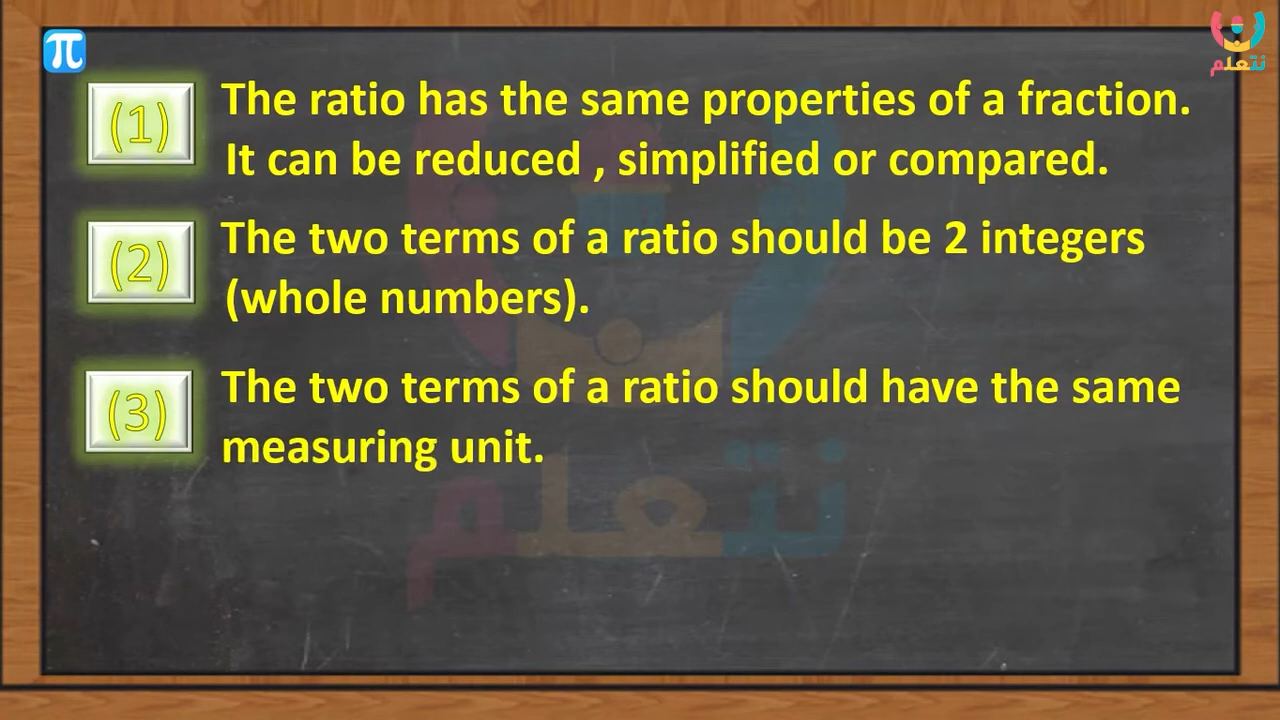 π
نتعلم
(1) The ratio has the same properties of a fraction.
It can be reduced , simplified or compared.
(2) The two terms of a ratio should be 2 integers
(whole numbers).
(3) The two terms of a ratio should have the same
measuring unit.
نتعلم